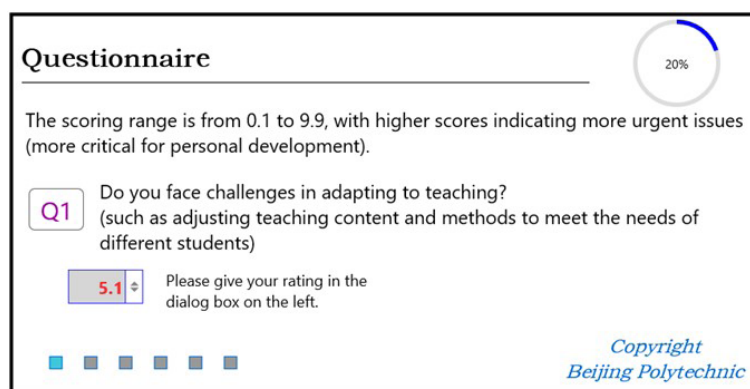 Questionnaire
20%
The scoring range is from 0.1 to 9.9, with higher scores indicating more urgent issues
(more critical for personal development).
Q1
Do you face challenges in adapting to teaching?
(such as adjusting teaching content and methods to meet the needs of
different students)
5.1
Please give your rating in the
dialog box on the left.
Copyright
Beijing Polytechnic